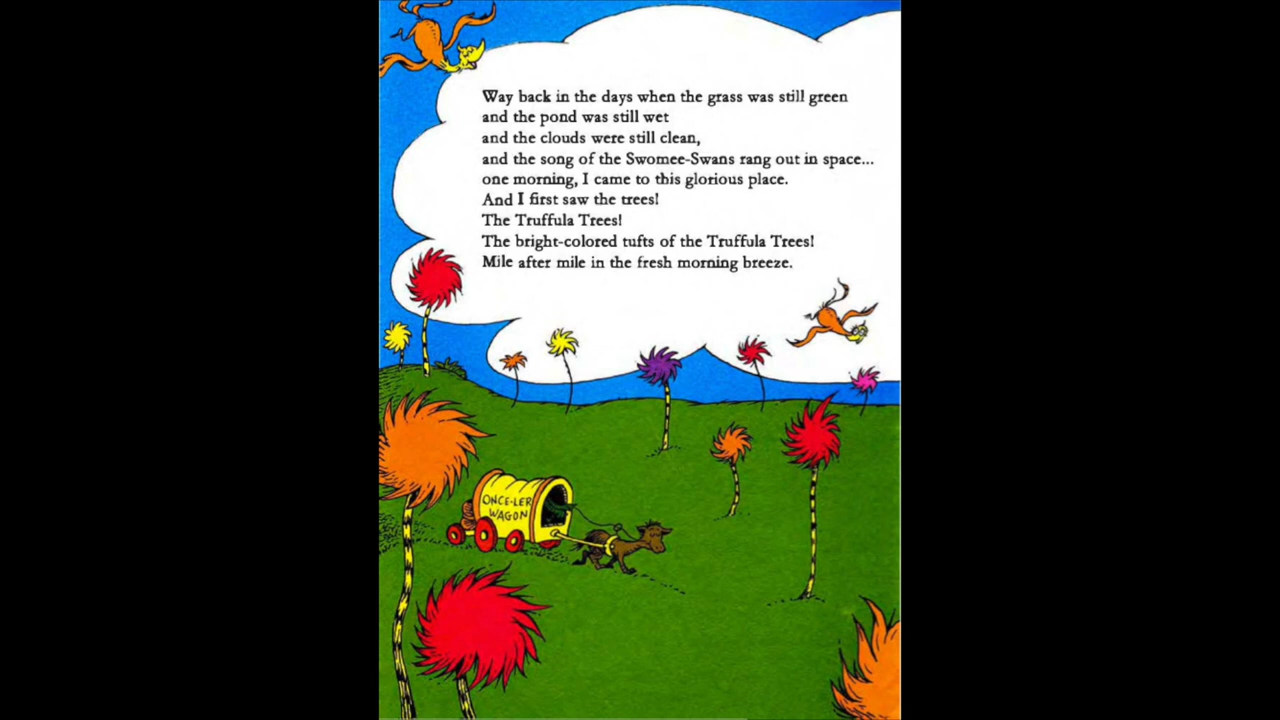 Way back in the days when the grass was still green
and the pond was still wet
and the clouds were still clean,
and the song of the Swomee-Swans rang out in space...
one morning, I came to this glorious place.
And I first saw the trees!
The Truffula Trees!
The bright-colored tufts of the Truffula Trees!
Mile after mile in the fresh morning breeze.
ONCE-LER
WAGON